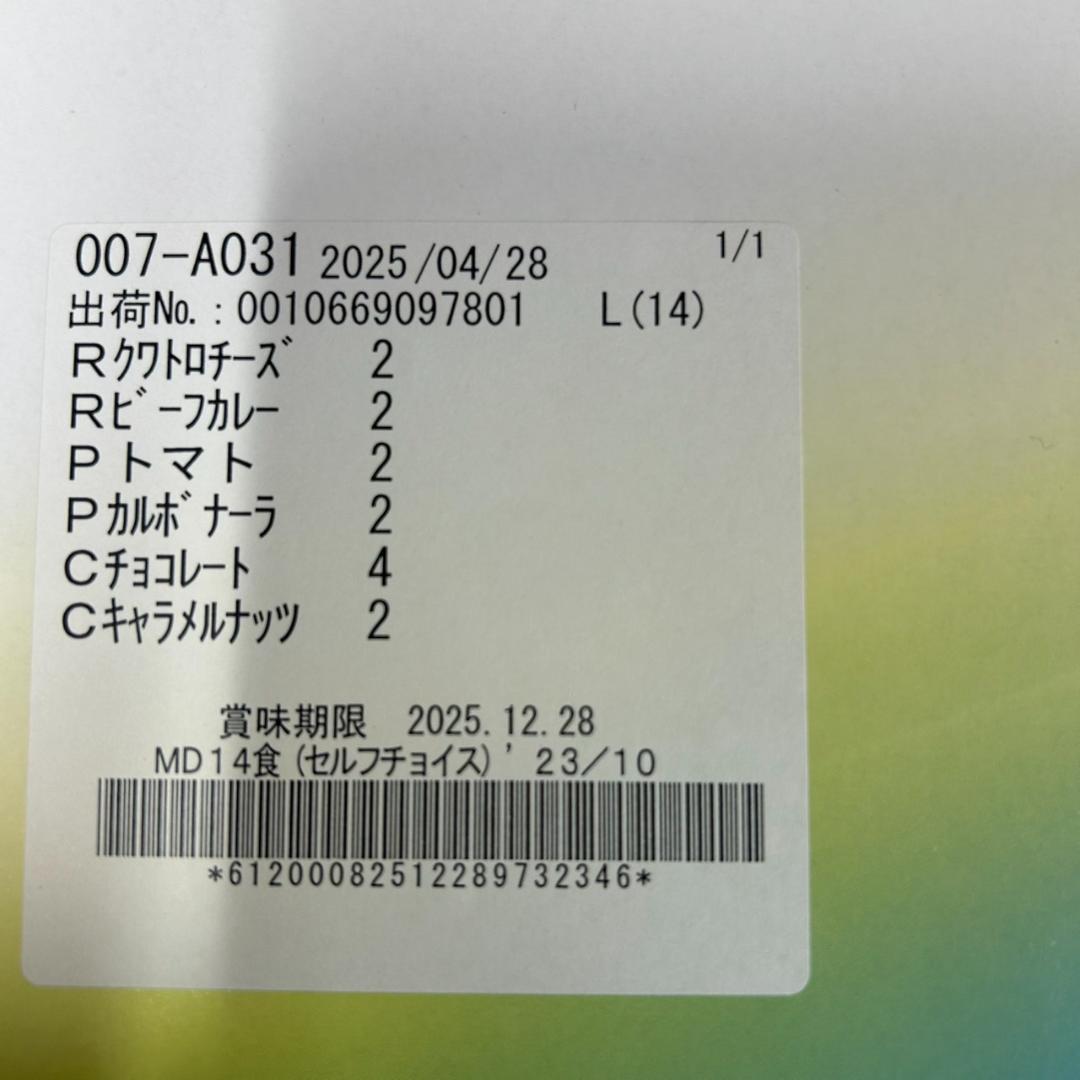 007-A031 2025/04/28 1/1
出荷No.:0010669097801 L(14)
Rｸﾜﾄﾛﾁｰｽﾞ 2
Rﾋﾞｰﾌｶﾚｰ 2
Pトマト 2
Pｶﾙﾎﾞﾅｰﾗ 2
Cﾁｮｺﾚｰﾄ 4
Cｷｬﾗﾒﾙﾅｯﾂ 2
賞味期限 2025.12.28
MD14食(セルフチョイス)'23/10
*61200082512289732346*